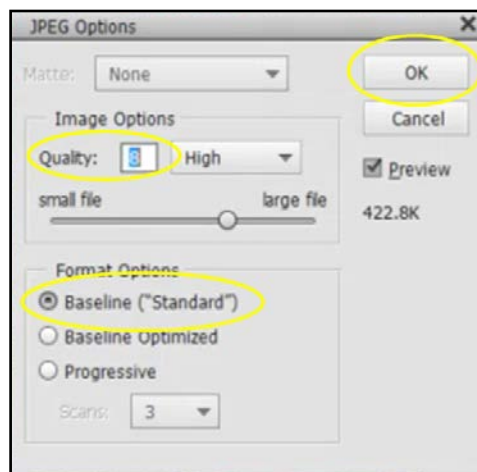 JPEG Options
Matte: None
OK
Image Options
Cancel
Quality: 8 High
Preview
small file large file
422.8K
Format Options
Baseline ("Standard")
Baseline Optimized
Progressive
Scans: 3